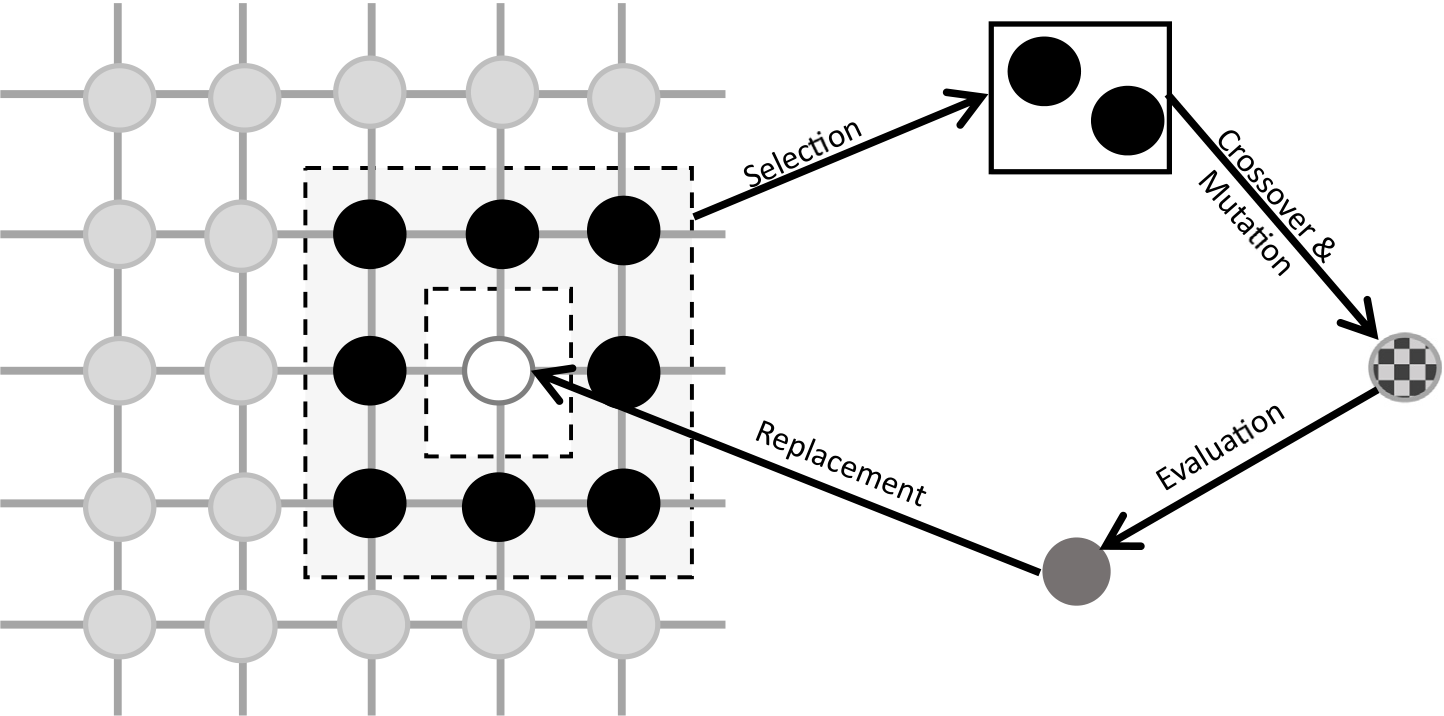 Selection
Crossover &
Mutation
Evaluation
Replacement